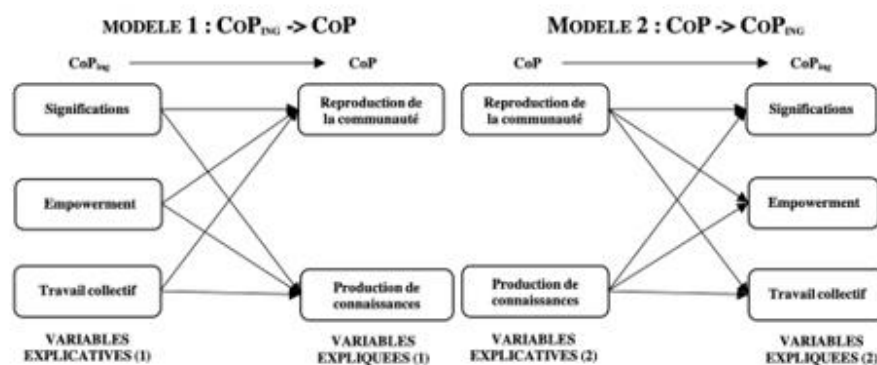 MODELE 1 : COPING -> COP
CoPing
CoP
Significations
Empowerment
Travail collectif
Reproduction de
la communauté
Production de
connaissances
VARIABLES
EXPLICATIVES (1)
VARIABLES
EXPLIQUEES (1)
MODELE 2 : COP -> COPING
CoP
CoPing
Reproduction de
la communauté
Production de
connaissances
Significations
Empowerment
Travail collectif
VARIABLES
EXPLICATIVES (2)
VARIABLES
EXPLIQUEES (2)